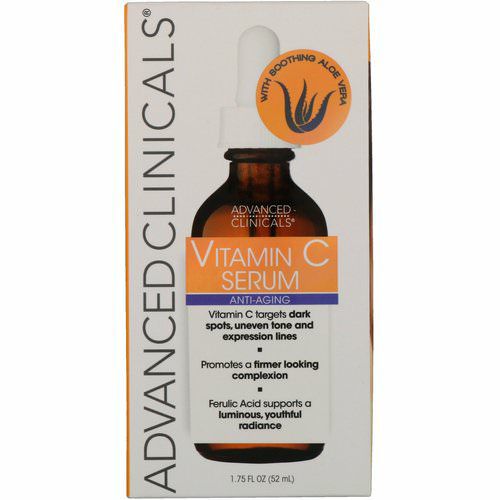 ADVANCED CLINICALS®
WITH SOOTHING ALOE VERA
ADVANCED
CLINICALS®
VITAMIN C
SERUM
ANTI-AGING
Vitamin C targets dark
spots, uneven tone and
expression lines
Promotes a firmer looking
complexion
Ferulic Acid supports a
luminous, youthful
radiance
1.75 FL OZ (52 mL)